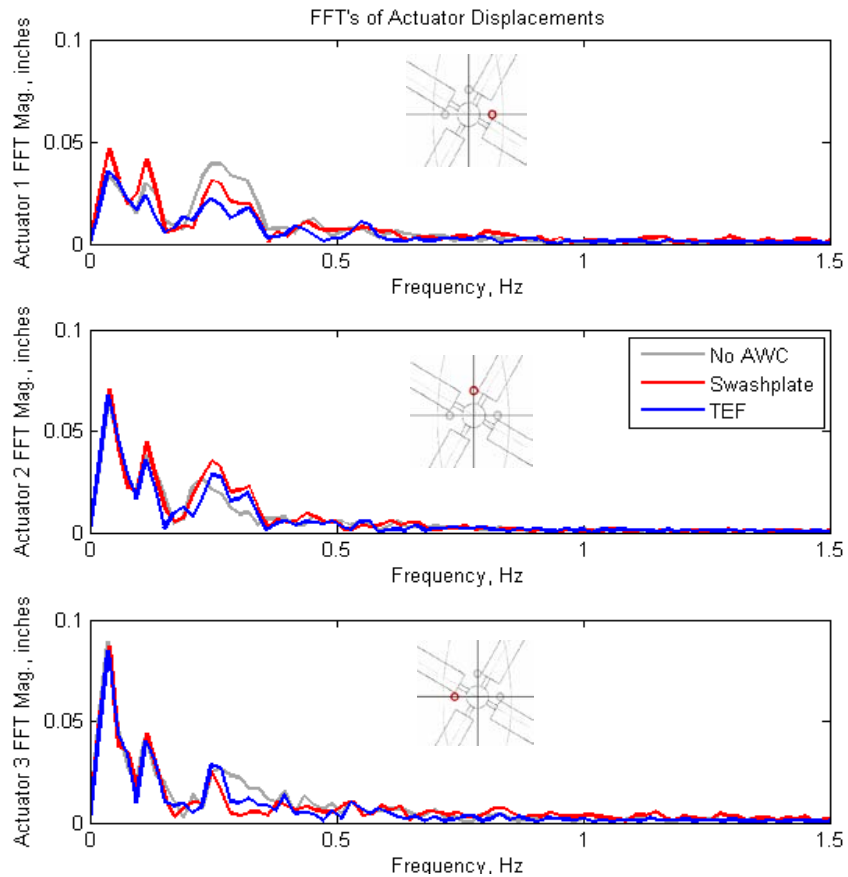 FFT's of Actuator Displacements
0.1
0.05
0
Actuator 1 FFT Mag., inches
0
0.5
1
1.5
Frequency, Hz
0.1
0.05
0
Actuator 2 FFT Mag., inches
No AWC
Swashplate
TEF
0
0.5
1
1.5
Frequency, Hz
0.1
0.05
0
Actuator 3 FFT Mag., inches
0
0.5
1
1.5
Frequency, Hz